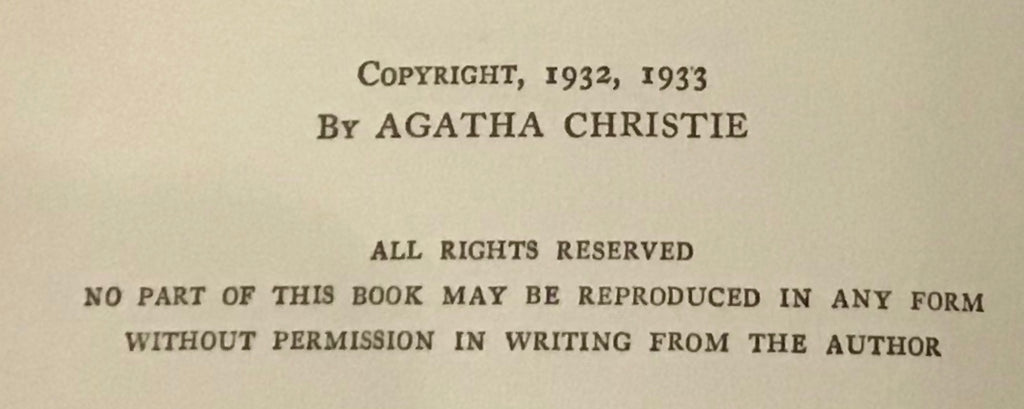 COPYRIGHT, 1932, 1933
BY AGATHA CHRISTIE
ALL RIGHTS RESERVED
NO PART OF THIS BOOK MAY BE REPRODUCED IN ANY FORM
WITHOUT PERMISSION IN WRITING FROM THE AUTHOR